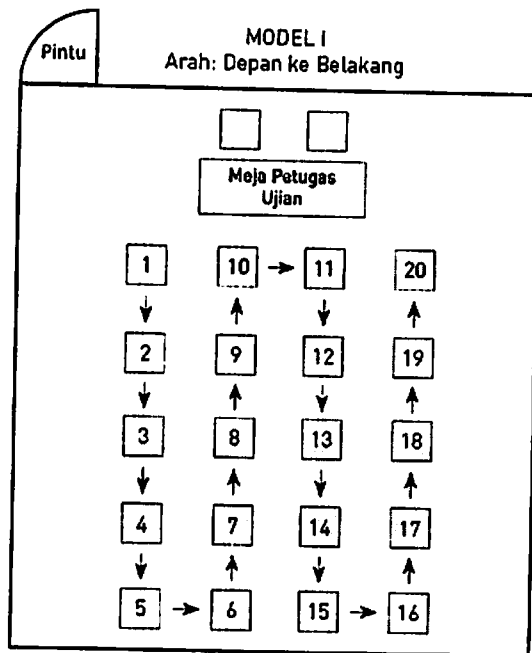 Pintu
MODEL I
Arah: Depan ke Belakang
Meja Petugas
Ujian
1 10 → 11 20
2 9 12 19
3 8 13 18
4 7 14 17
5 → 6 15 → 16